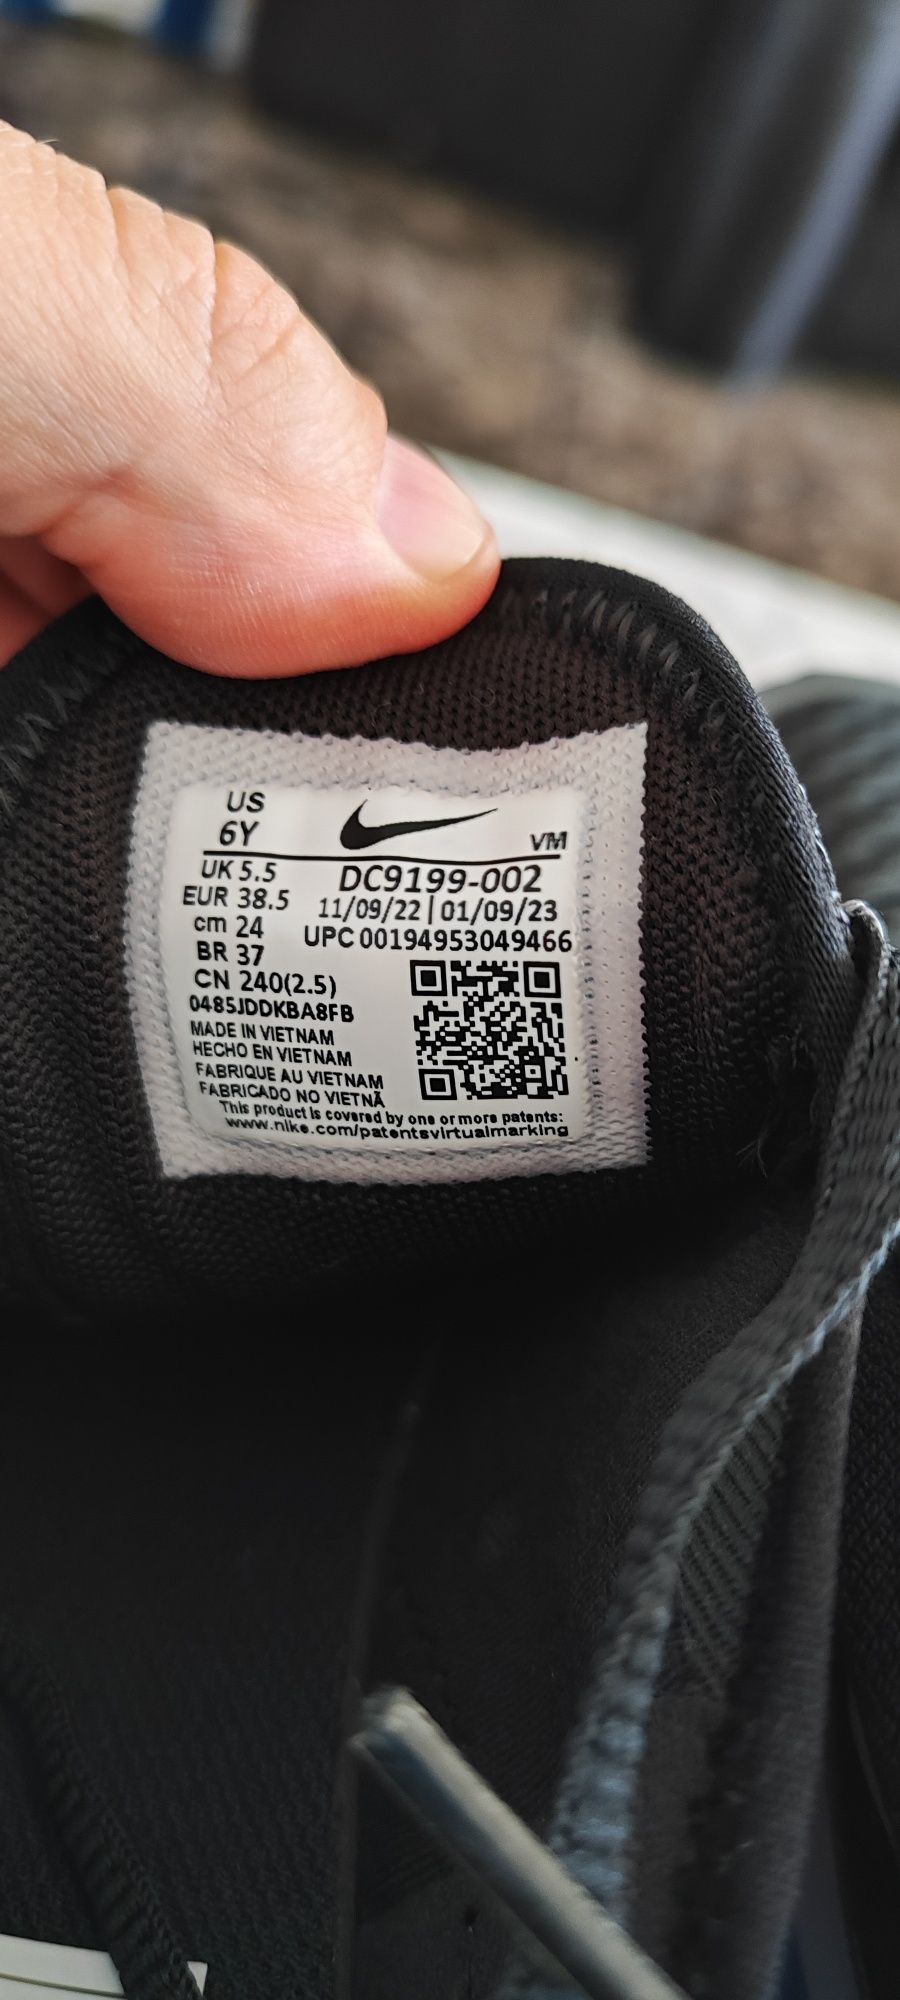 US
6Y
VM
UK 5.5
EUR 38.5
cm 24
BR 37
CN 240(2.5)
DC9199-002
11/09/22 | 01/09/23
UPC 00194953049466
0485JDDKBA8FB
MADE IN VIETNAM
HECHO EN VIETNAM
FABRIQUE AU VIETNAM
FABRICADO NO VIETNÃ
This product is covered by one or more patents:
www.nike.com/patentsvirtualmarking